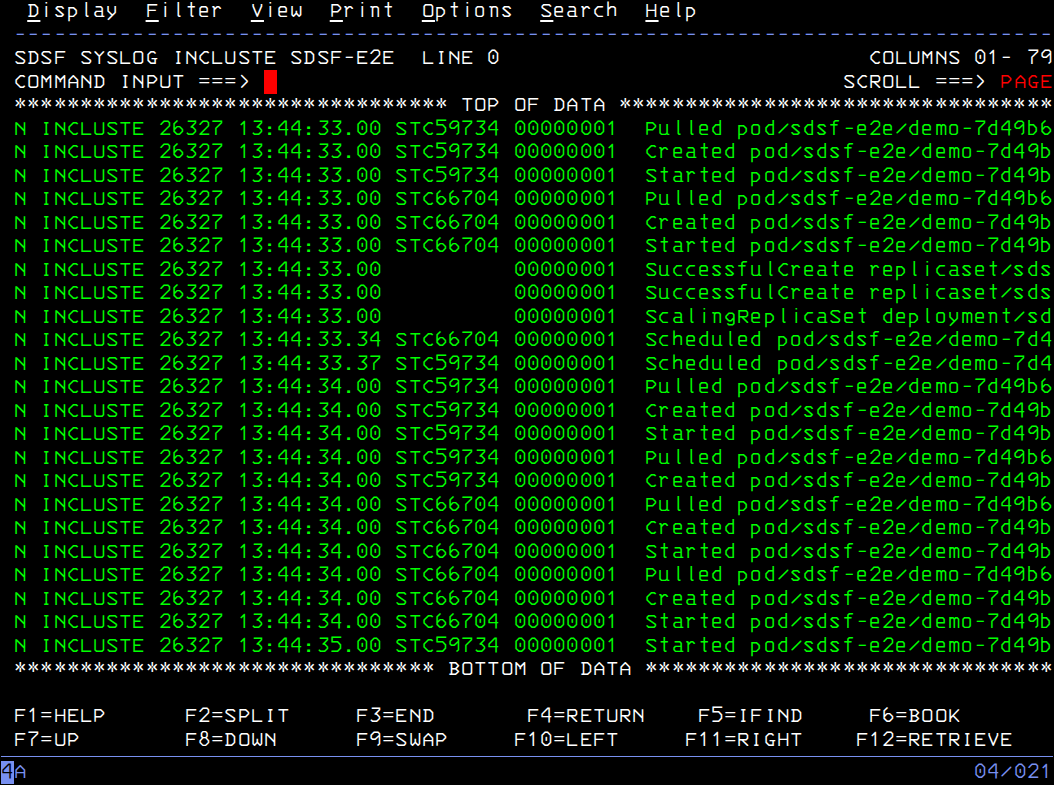 Display Filter View Print Options Search Help
SDSF SYSLOG INCLUSTE SDSF-E2E LINE 0 COLUMNS 01- 79
COMMAND INPUT ===> SCROLL ===> PAGE
********************************* TOP OF DATA *********************************
N INCLUSTE 26327 13:44:33.00 STC59734 00000001 Pulled pod/sdsf-e2e/demo-7d49b6
N INCLUSTE 26327 13:44:33.00 STC59734 00000001 Created pod/sdsf-e2e/demo-7d49b
N INCLUSTE 26327 13:44:33.00 STC59734 00000001 Started pod/sdsf-e2e/demo-7d49b
N INCLUSTE 26327 13:44:33.00 STC66704 00000001 Pulled pod/sdsf-e2e/demo-7d49b6
N INCLUSTE 26327 13:44:33.00 STC66704 00000001 Created pod/sdsf-e2e/demo-7d49b
N INCLUSTE 26327 13:44:33.00 STC66704 00000001 Started pod/sdsf-e2e/demo-7d49b
N INCLUSTE 26327 13:44:33.00 00000001 SuccessfulCreate replicaset/sds
N INCLUSTE 26327 13:44:33.00 00000001 SuccessfulCreate replicaset/sds
N INCLUSTE 26327 13:44:33.00 00000001 ScalingReplicaSet deployment/sd
N INCLUSTE 26327 13:44:33.34 STC66704 00000001 Scheduled pod/sdsf-e2e/demo-7d4
N INCLUSTE 26327 13:44:33.37 STC59734 00000001 Scheduled pod/sdsf-e2e/demo-7d4
N INCLUSTE 26327 13:44:34.00 STC59734 00000001 Pulled pod/sdsf-e2e/demo-7d49b6
N INCLUSTE 26327 13:44:34.00 STC59734 00000001 Created pod/sdsf-e2e/demo-7d49b
N INCLUSTE 26327 13:44:34.00 STC59734 00000001 Started pod/sdsf-e2e/demo-7d49b
N INCLUSTE 26327 13:44:34.00 STC59734 00000001 Pulled pod/sdsf-e2e/demo-7d49b6
N INCLUSTE 26327 13:44:34.00 STC59734 00000001 Created pod/sdsf-e2e/demo-7d49b
N INCLUSTE 26327 13:44:34.00 STC66704 00000001 Pulled pod/sdsf-e2e/demo-7d49b6
N INCLUSTE 26327 13:44:34.00 STC66704 00000001 Created pod/sdsf-e2e/demo-7d49b
N INCLUSTE 26327 13:44:34.00 STC66704 00000001 Started pod/sdsf-e2e/demo-7d49b
N INCLUSTE 26327 13:44:34.00 STC66704 00000001 Pulled pod/sdsf-e2e/demo-7d49b6
N INCLUSTE 26327 13:44:34.00 STC66704 00000001 Created pod/sdsf-e2e/demo-7d49b
N INCLUSTE 26327 13:44:34.00 STC66704 00000001 Started pod/sdsf-e2e/demo-7d49b
N INCLUSTE 26327 13:44:35.00 STC59734 00000001 Started pod/sdsf-e2e/demo-7d49b
******************************** BOTTOM OF DATA *******************************
F1=HELP F2=SPLIT F3=END F4=RETURN F5=IFIND F6=BOOK
F7=UP F8=DOWN F9=SWAP F10=LEFT F11=RIGHT F12=RETRIEVE
4A 04/021